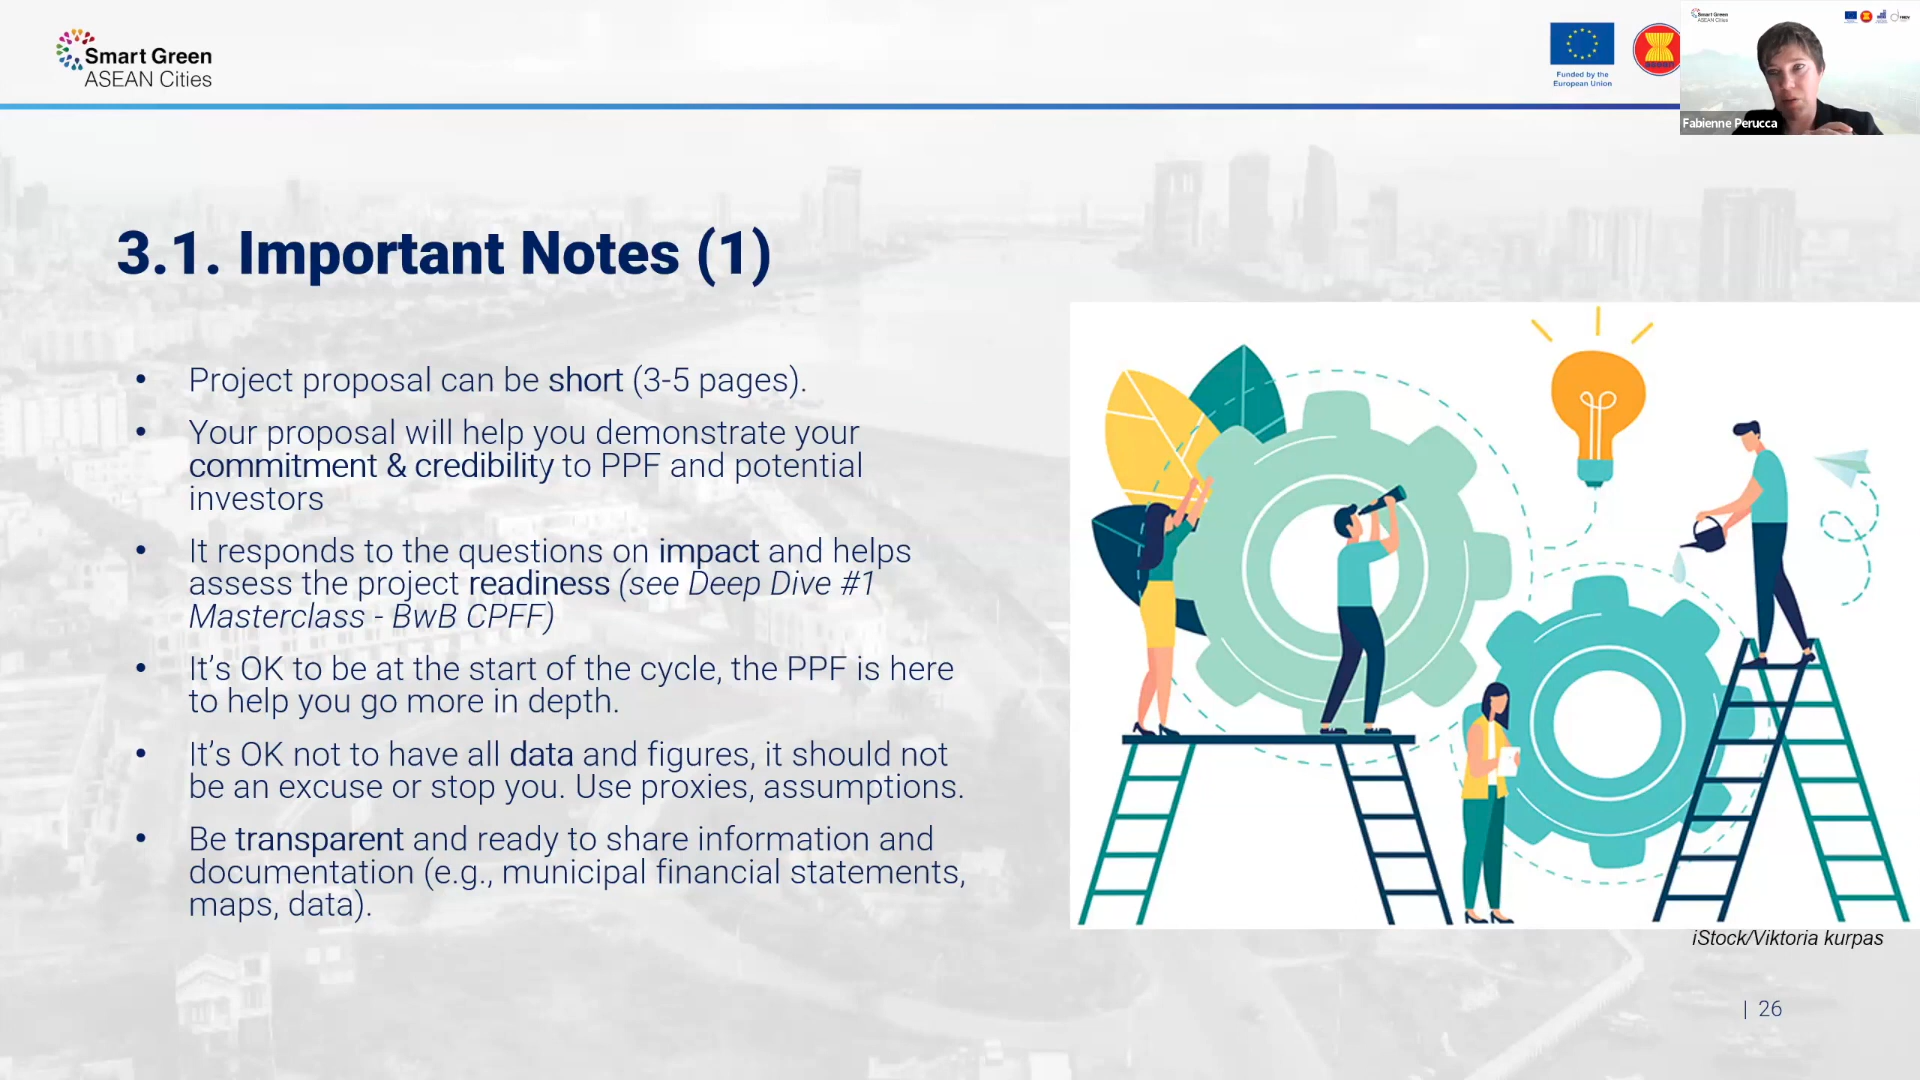 Smart Green
ASEAN Cities
Funded by the
European Union
Smart Green
ASEAN Cities
Fabienne Perucca
3.1. Important Notes (1)
• Project proposal can be short (3-5 pages).
• Your proposal will help you demonstrate your
commitment & credibility to PPF and potential
investors
• It responds to the questions on impact and helps
assess the project readiness (see Deep Dive #1
Masterclass - BwB CPFF)
• It’s OK to be at the start of the cycle, the PPF is here
to help you go more in depth.
• It’s OK not to have all data and figures, it should not
be an excuse or stop you. Use proxies, assumptions.
• Be transparent and ready to share information and
documentation (e.g., municipal financial statements,
maps, data).
iStock/Viktoria kurpas
| 26